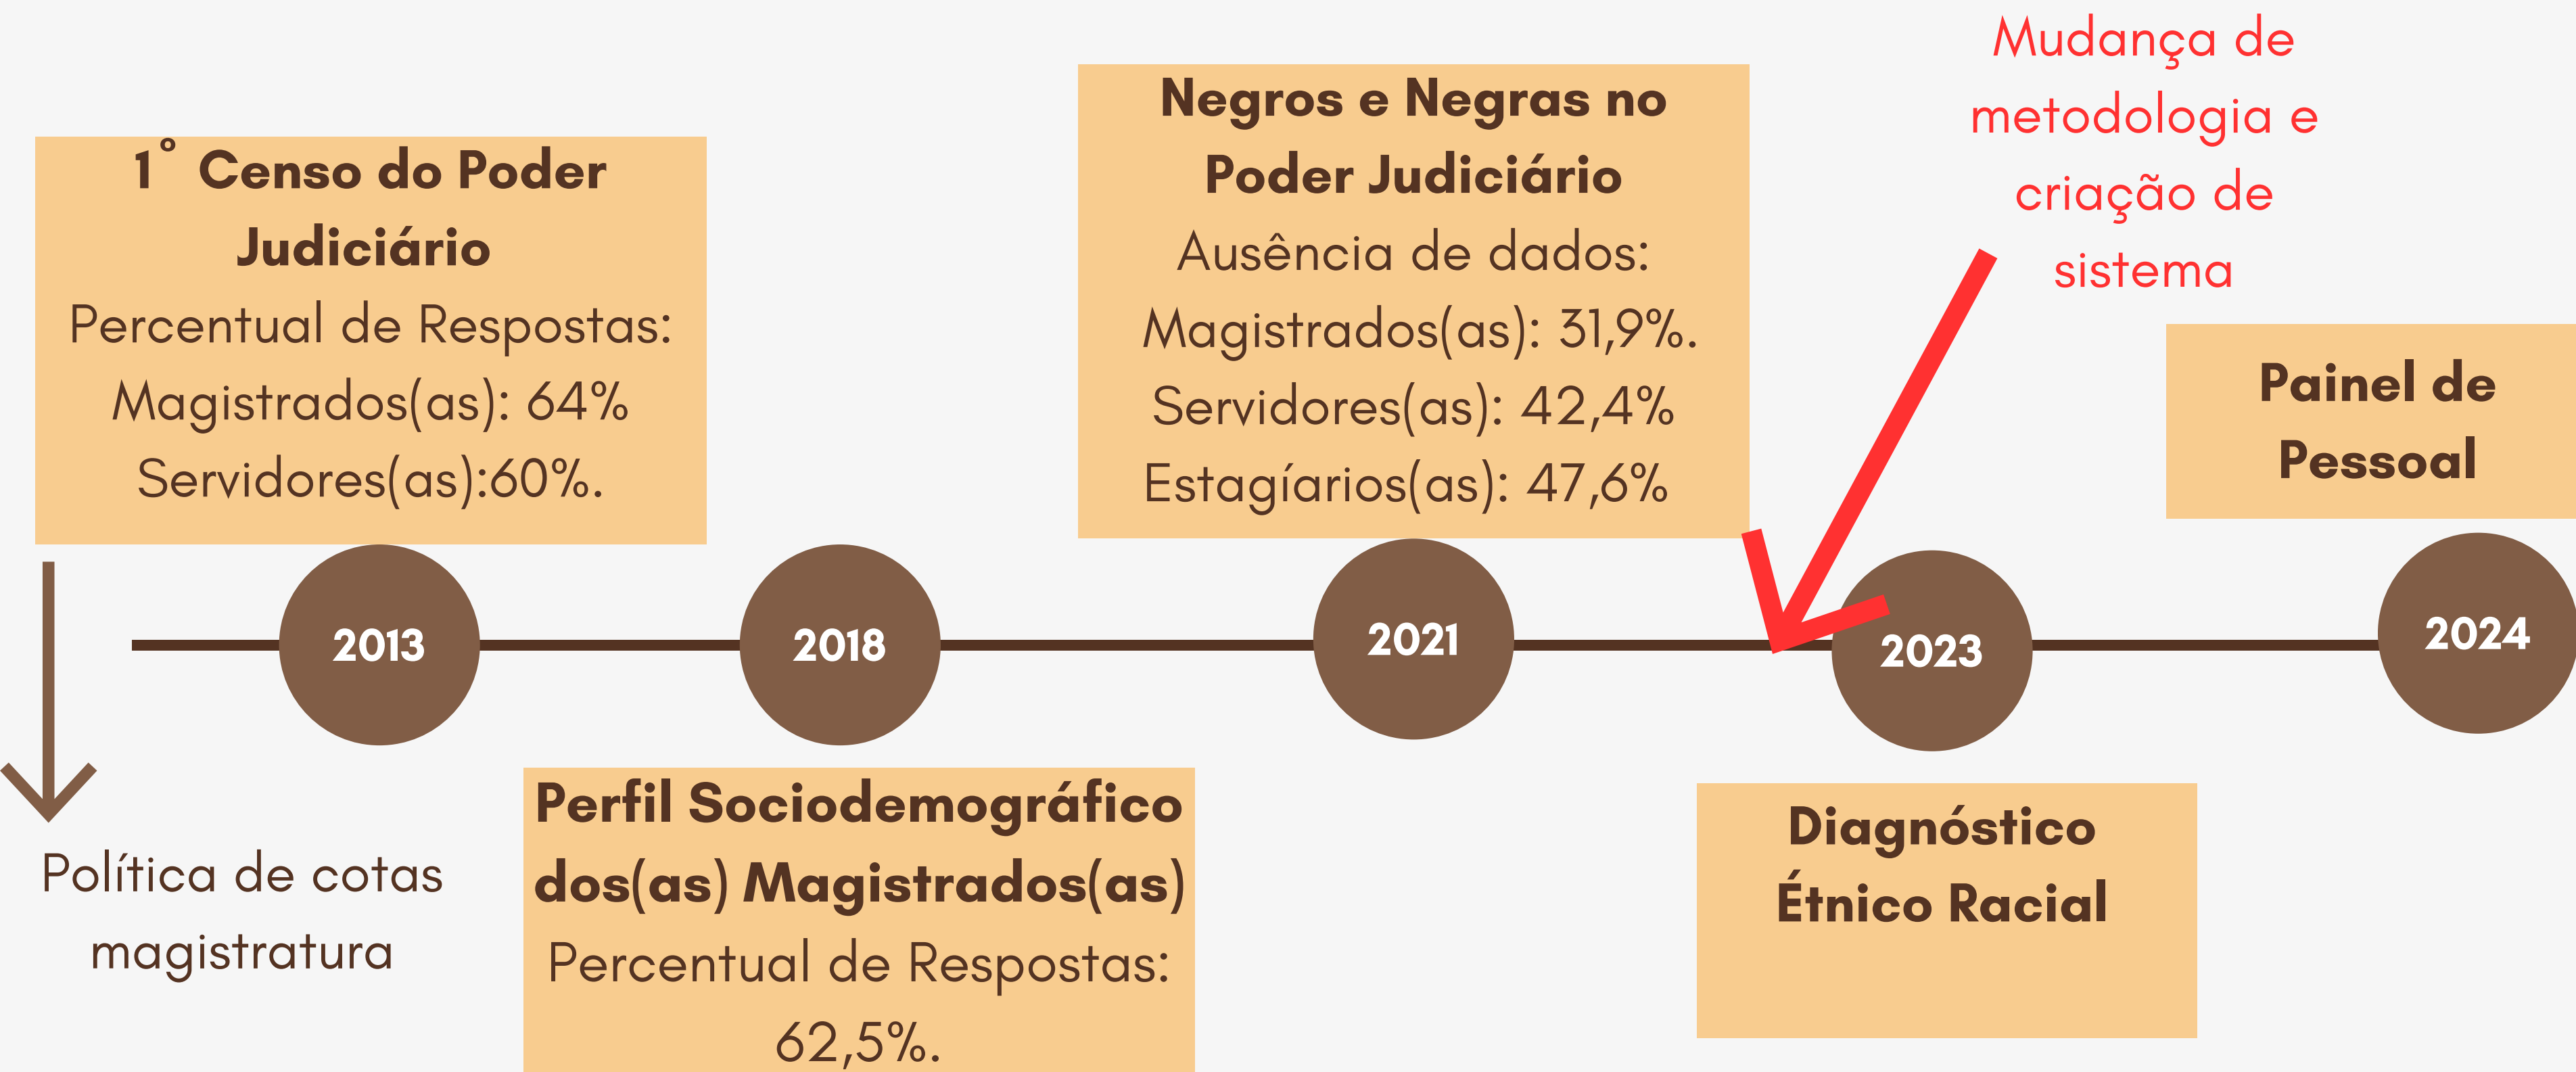 1° Censo do Poder
Judiciário
Percentual de Respostas:
Magistrados(as): 64%
Servidores(as):60%.
Negros e Negras no
Poder Judiciário
Ausência de dados:
Magistrados(as): 31,9%.
Servidores(as): 42,4%
Estagíarios(as): 47,6%
Mudança de
metodologia e
criação de
sistema
Painel de
Pessoal
2013
2018
2021
2023
2024
Política de cotas
magistratura
Perfil Sociodemográfico
dos(as) Magistrados(as)
Percentual de Respostas:
62,5%.
Diagnóstico
Étnico Racial